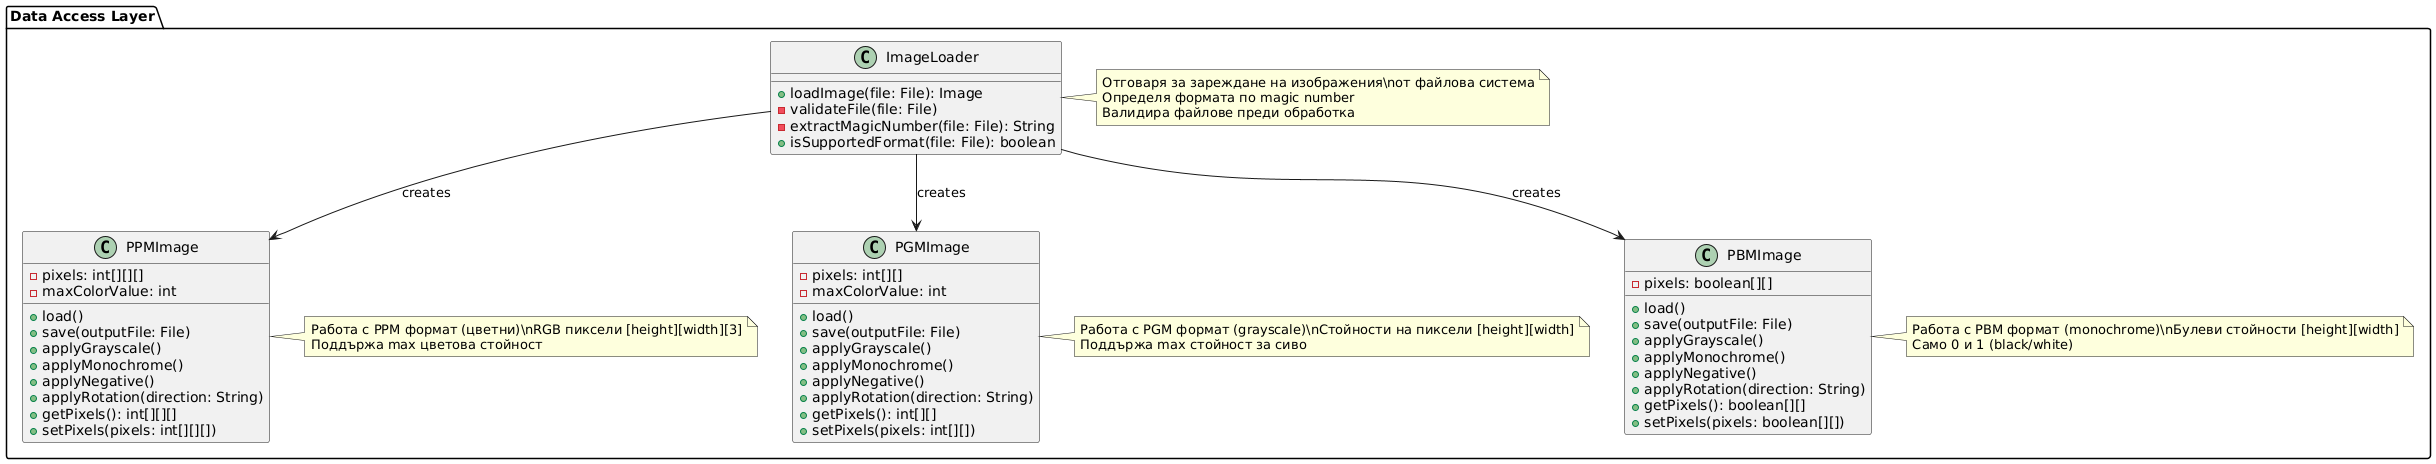 Data Access Layer
C ImageLoader
loadImage(file: File): Image
validateFile(file: File)
extractMagicNumber(file: File): String
isSupportedFormat(file: File): boolean
Отговаря за зареждане на изображения\nот файлова система
Определя формата по magic number
Валидира файлове преди обработка
creates
creates
creates
C PPMImage
pixels: int[][][]
maxColorValue: int
load()
save(outputFile: File)
applyGrayscale()
applyMonochrome()
applyNegative()
applyRotation(direction: String)
getPixels(): int[][][]
setPixels(pixels: int[][][])
Работа с PPM формат (цветни)\nRGB пиксели [height][width][3]
Поддържа max цветова стойност
C PGMImage
pixels: int[][]
maxColorValue: int
load()
save(outputFile: File)
applyGrayscale()
applyMonochrome()
applyNegative()
applyRotation(direction: String)
getPixels(): int[][]
setPixels(pixels: int[][])
Работа с PGM формат (grayscale)\nСтойности на пиксели [height][width]
Поддържа max стойност за сиво
C PBMImage
pixels: boolean[][]
load()
save(outputFile: File)
applyGrayscale()
applyMonochrome()
applyNegative()
applyRotation(direction: String)
getPixels(): boolean[][]
setPixels(pixels: boolean[][])
Работа с PBM формат (monochrome)\nБулеви стойности [height][width]
Само 0 и 1 (black/white)